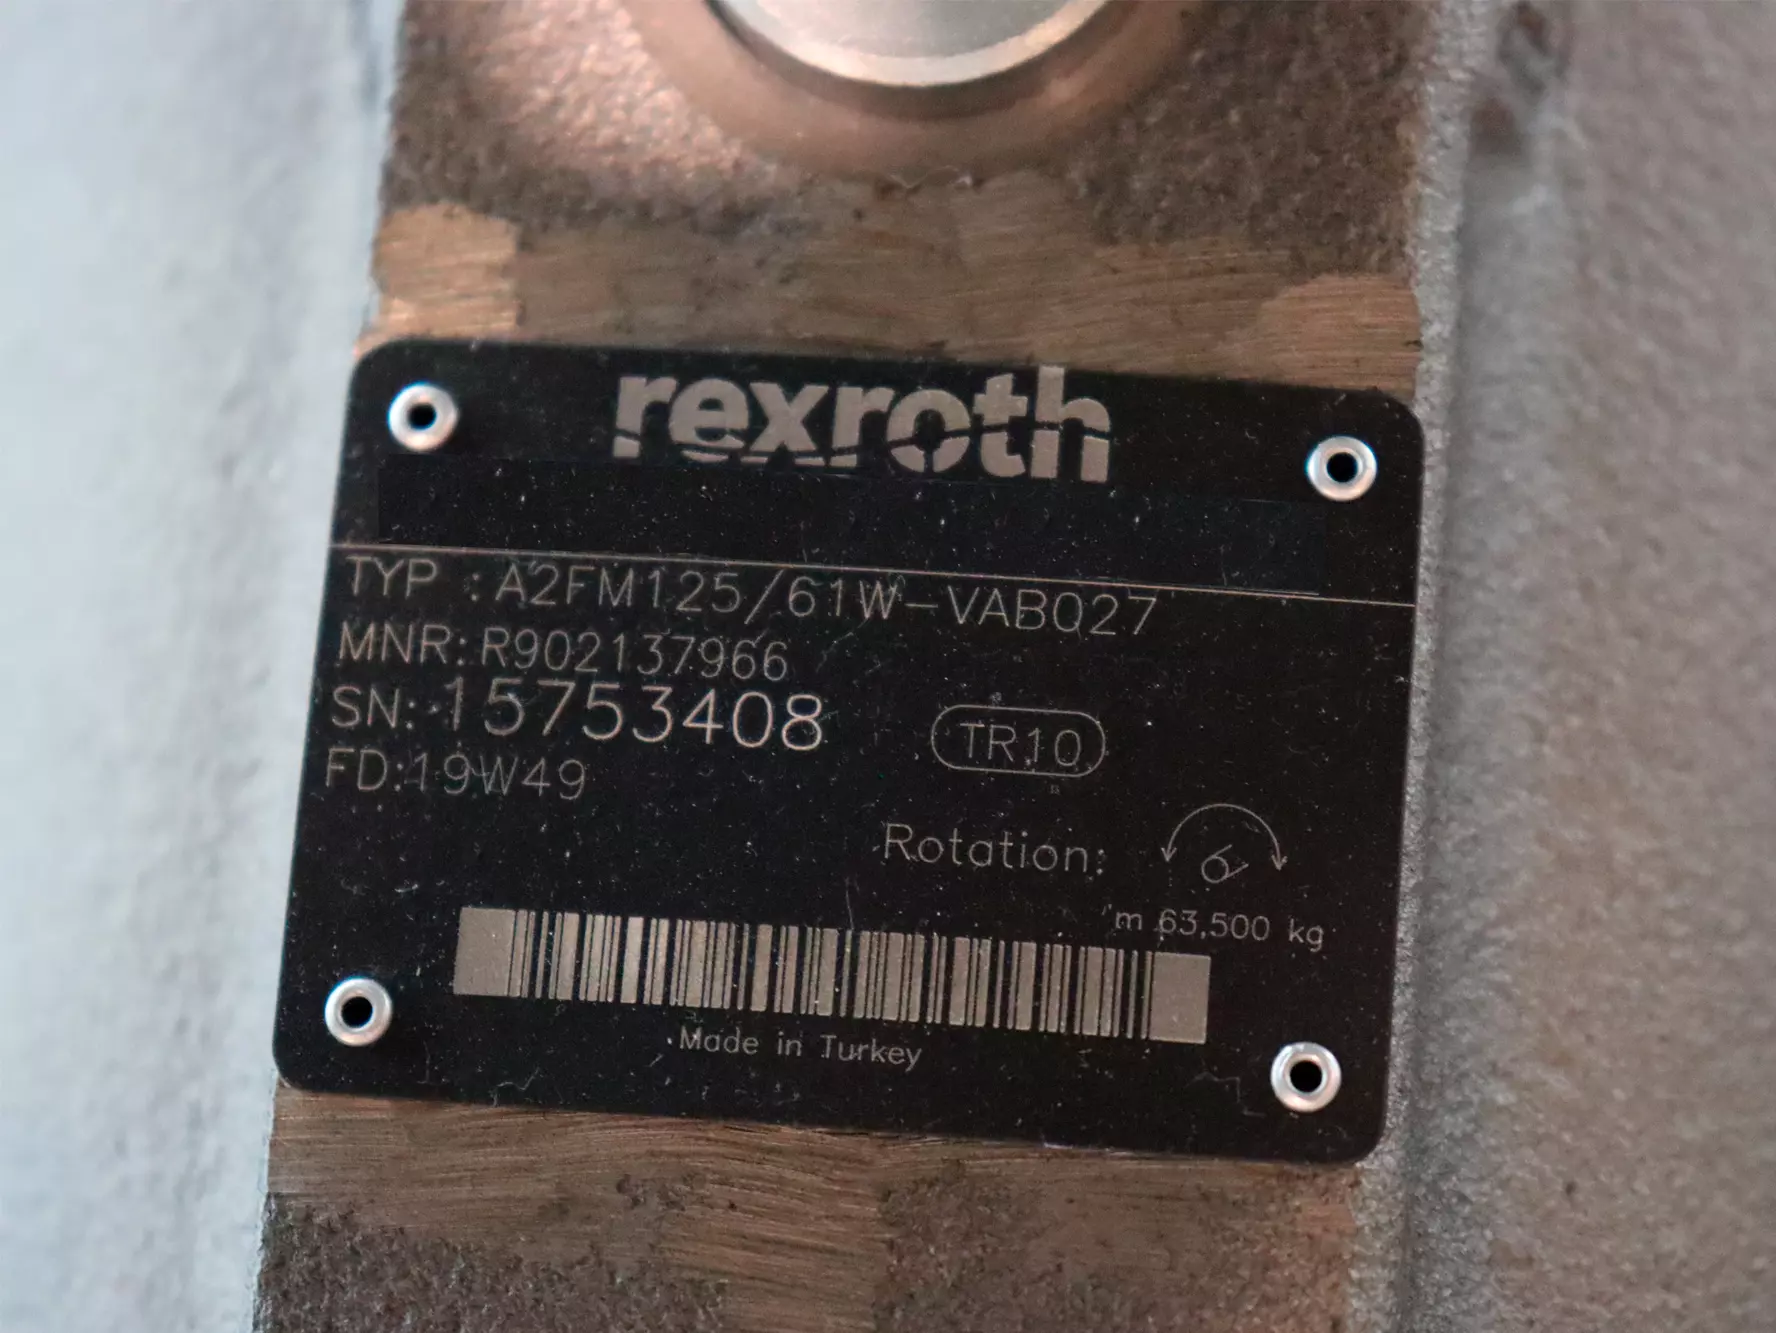 rexroth
TYP : A2FM125/61W-VAB027
MNR: R902137966
SN: 15753408
TR10
FD: 19W49
Rotation:
m 63,500 kg
Made in Turkey